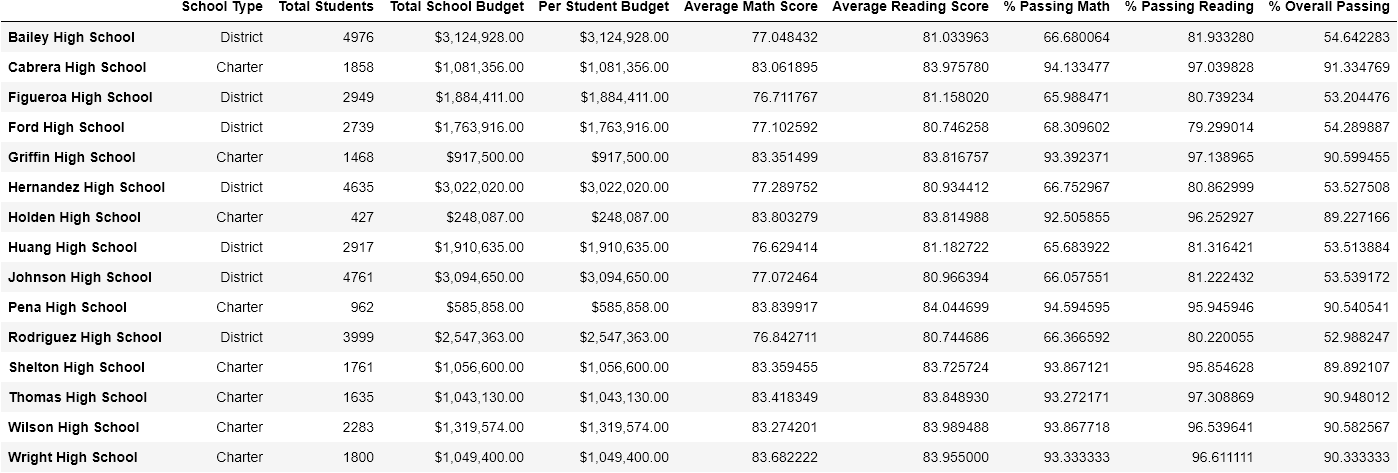 School Type Total Students Total School Budget Per Student Budget Average Math Score Average Reading Score % Passing Math % Passing Reading % Overall Passing
Bailey High School District 4976 $3,124,928.00 $3,124,928.00 77.048432 81.033963 66.680064 81.933280 54.642283
Cabrera High School Charter 1858 $1,081,356.00 $1,081,356.00 83.061895 83.975780 94.133477 97.039828 91.334769
Figueroa High School District 2949 $1,884,411.00 $1,884,411.00 76.711767 81.158020 65.988471 80.739234 53.204476
Ford High School District 2739 $1,763,916.00 $1,763,916.00 77.102592 80.746258 68.309602 79.299014 54.289887
Griffin High School Charter 1468 $917,500.00 $917,500.00 83.351499 83.816757 93.392371 97.138965 90.599455
Hernandez High School District 4635 $3,022,020.00 $3,022,020.00 77.289752 80.934412 66.752967 80.862999 53.527508
Holden High School Charter 427 $248,087.00 $248,087.00 83.803279 83.814988 92.505855 96.252927 89.227166
Huang High School District 2917 $1,910,635.00 $1,910,635.00 76.629414 81.182722 65.683922 81.316421 53.513884
Johnson High School District 4761 $3,094,650.00 $3,094,650.00 77.072464 80.966394 66.057551 81.222432 53.539172
Pena High School Charter 962 $585,858.00 $585,858.00 83.839917 84.044699 94.594595 95.945946 90.540541
Rodriguez High School District 3999 $2,547,363.00 $2,547,363.00 76.842711 80.744686 66.366592 80.220055 52.988247
Shelton High School Charter 1761 $1,056,600.00 $1,056,600.00 83.359455 83.725724 93.867121 95.854628 89.892107
Thomas High School Charter 1635 $1,043,130.00 $1,043,130.00 83.418349 83.848930 93.272171 97.308869 90.948012
Wilson High School Charter 2283 $1,319,574.00 $1,319,574.00 83.274201 83.989488 93.867718 96.539641 90.582567
Wright High School Charter 1800 $1,049,400.00 $1,049,400.00 83.682222 83.955000 93.333333 96.611111 90.333333